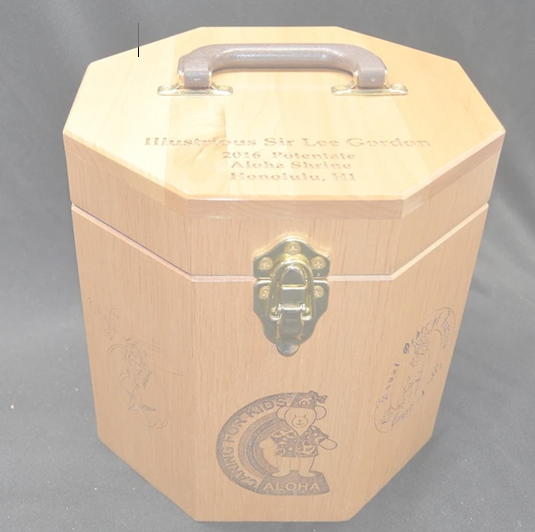 Illustrious Sir Lee Gordon
2016 Potentate
Aloha Shrine
Honolulu, HI
CARING FOR KIDS
ALOHA